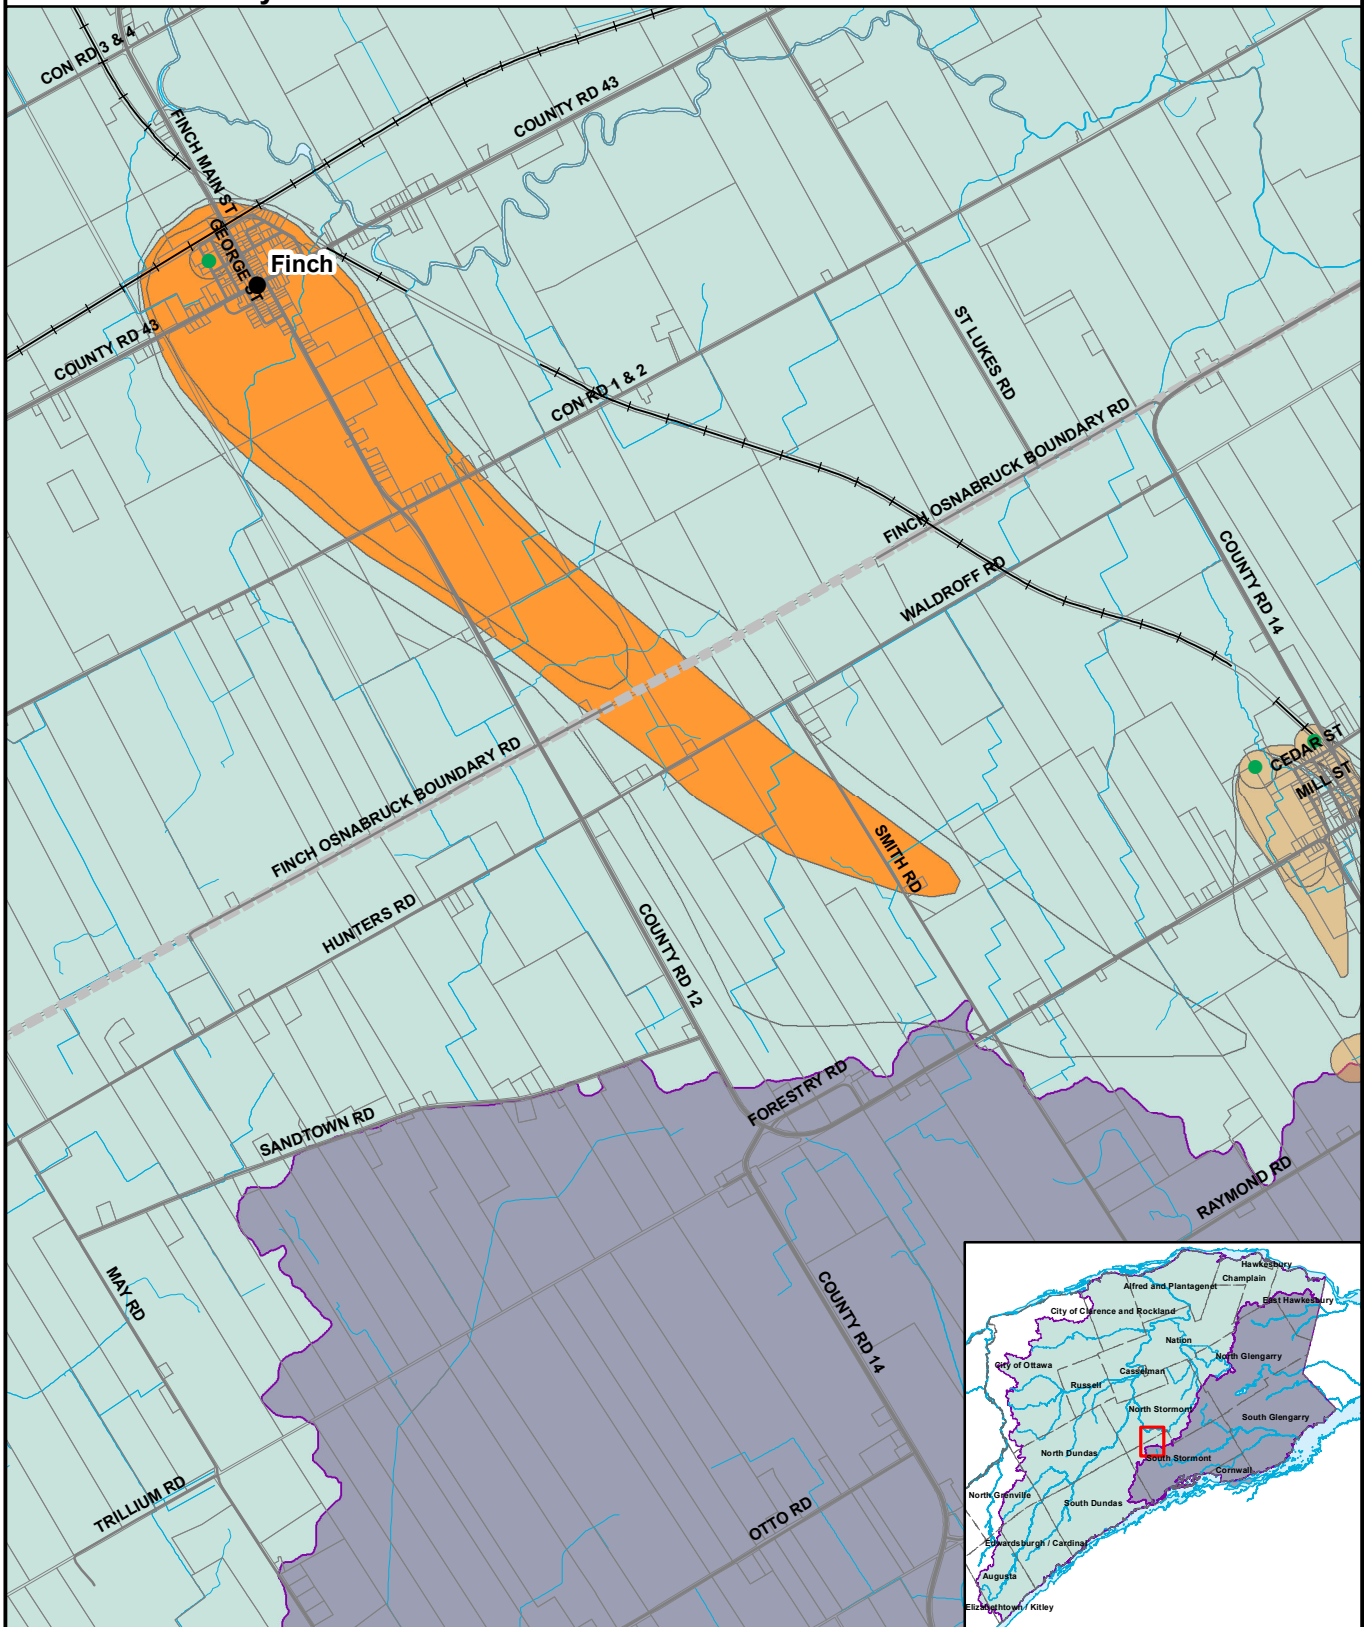 CON RD 3 & 4
FINCH MAIN ST
COUNTY RD 43
GEORGE ST
Finch
COUNTY RD 43
CON RD 1 & 2
ST LUKES RD
FINCH OSNABRUCK BOUNDARY RD
WALDROFF RD
COUNTY RD 14
CEDAR ST
MILL ST
FINCH OSNABRUCK BOUNDARY RD
SMITH RD
HUNTERS RD
COUNTY RD 12
FORESTRY RD
SANDTOWN RD
RAYMOND RD
MAY RD
COUNTY RD 14
TRILLIUM RD
OTTO RD
Hawkesbury
Champlain
Alfred and Plantagenet
East Hawkesbury
City of Clarence and Rockland
Nation
North Glengarry
City of Ottawa
Casselman
Russell
North Stormont
South Glengarry
North Dundas
South Stormont
Cornwall
North Grenville
South Dundas
Edwardsburgh / Cardinal
Augusta
Elizabethtown / Kitley